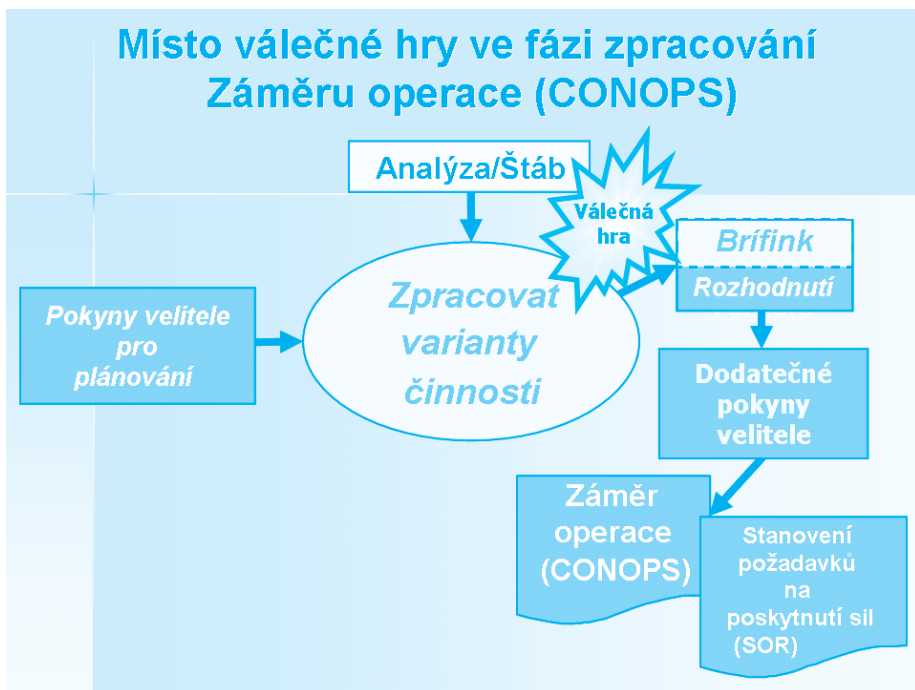 Místo válečné hry ve fázi zpracování
Záměru operace (CONOPS)
Analýza/Štáb
Válečná
hra
Brífink
Rozhodnutí
Pokyny velitele
pro
plánování
Zpracovat
varianty
činnosti
Dodatečné
pokyny
velitele
Záměr
operace
(CONOPS)
Stanovení
požadavků
na
poskytnutí sil
(SOR)